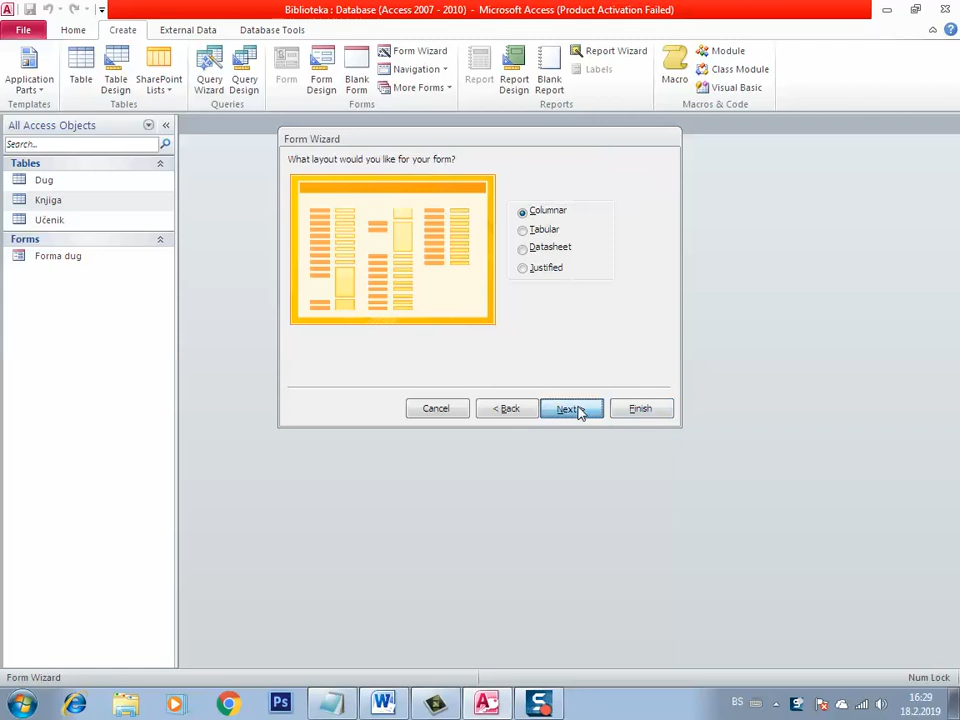 Biblioteka : Database (Access 2007 - 2010) - Microsoft Access (Product Activation Failed)
File Home Create External Data Database Tools
Application Parts
Table
Table Design
SharePoint Lists
Query Wizard
Query Design
Form
Form Design
Blank Form
Form Wizard
Navigation
More Forms
Report
Report Design
Blank Report
Report Wizard
Labels
Macro
Module
Class Module
Visual Basic
Templates Tables Queries Forms Reports Macros & Code
All Access Objects
Search...
Tables
Dug
Knjiga
Učenik
Forms
Forma dug
Form Wizard
What layout would you like for your form?
Columnar
Tabular
Datasheet
Justified
Cancel < Back Next > Finish
Form Wizard Num Lock
Ps W A S BS 16:29
18.2.2019